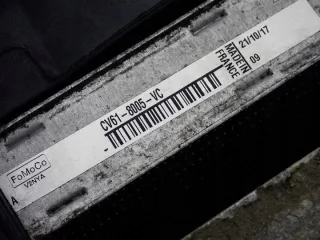 CV61-8005-VC
MADE IN
FRANCE
21/10/17
09
FoMoCo
VENYA
A